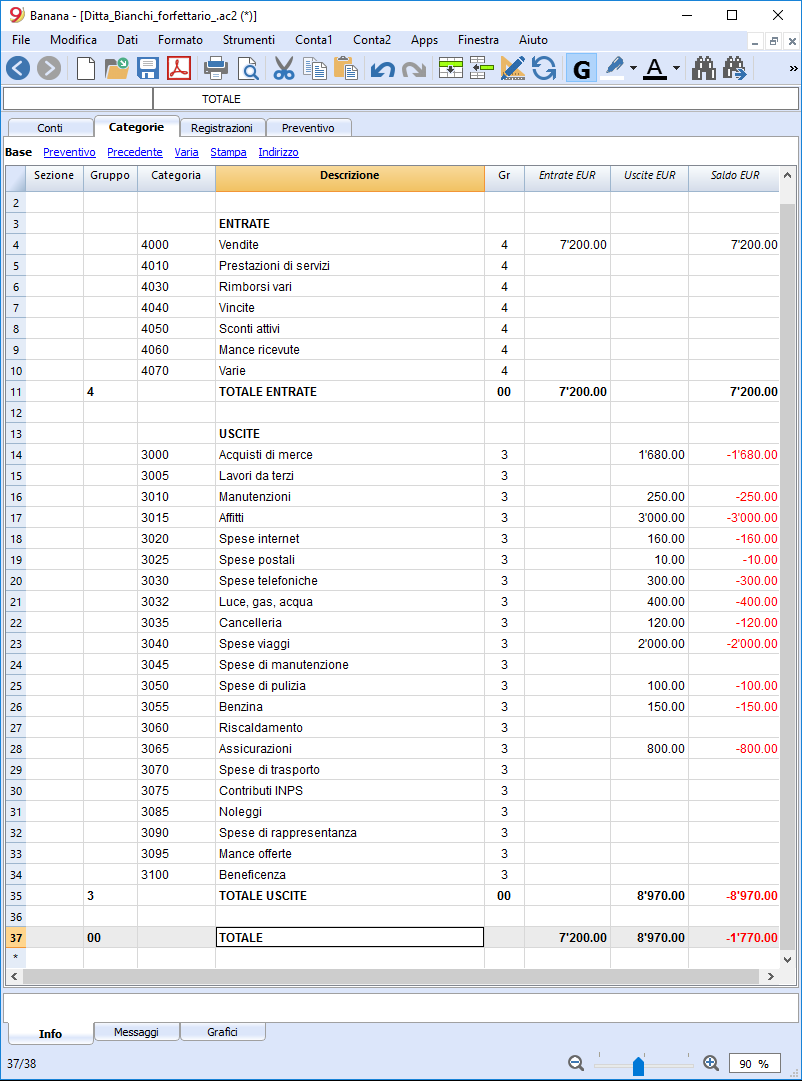 Banana - [Ditta_Bianchi_forfettario_.ac2 (*)]
File Modifica Dati Formato Strumenti Conta1 Conta2 Apps Finestra Aiuto
G A »
TOTALE
Conti Categorie Registrazioni Preventivo
Base Preventivo Precedente Varia Stampa Indirizzo
Sezione Gruppo Categoria Descrizione Gr Entrate EUR Uscite EUR Saldo EUR
2
3 ENTRATE
4 4000 Vendite 4 7'200.00 7'200.00
5 4010 Prestazioni di servizi 4
6 4030 Rimborsi vari 4
7 4040 Vincite 4
8 4050 Sconti attivi 4
9 4060 Mance ricevute 4
10 4070 Varie 4
11 4 TOTALE ENTRATE 00 7'200.00 7'200.00
12
13 USCITE
14 3000 Acquisti di merce 3 1'680.00 -1'680.00
15 3005 Lavori da terzi 3
16 3010 Manutenzioni 3 250.00 -250.00
17 3015 Affitti 3 3'000.00 -3'000.00
18 3020 Spese internet 3 160.00 -160.00
19 3025 Spese postali 3 10.00 -10.00
20 3030 Spese telefoniche 3 300.00 -300.00
21 3032 Luce, gas, acqua 3 400.00 -400.00
22 3035 Cancelleria 3 120.00 -120.00
23 3040 Spese viaggi 3 2'000.00 -2'000.00
24 3045 Spese di manutenzione 3
25 3050 Spese di pulizia 3 100.00 -100.00
26 3055 Benzina 3 150.00 -150.00
27 3060 Riscaldamento 3
28 3065 Assicurazioni 3 800.00 -800.00
29 3070 Spese di trasporto 3
30 3075 Contributi INPS 3
31 3085 Noleggi 3
32 3090 Spese di rappresentanza 3
33 3095 Mance offerte 3
34 3100 Beneficenza 3
35 3 TOTALE USCITE 00 8'970.00 -8'970.00
36
37 00 TOTALE 7'200.00 8'970.00 -1'770.00
*
Info Messaggi Grafici
37/38 90 %